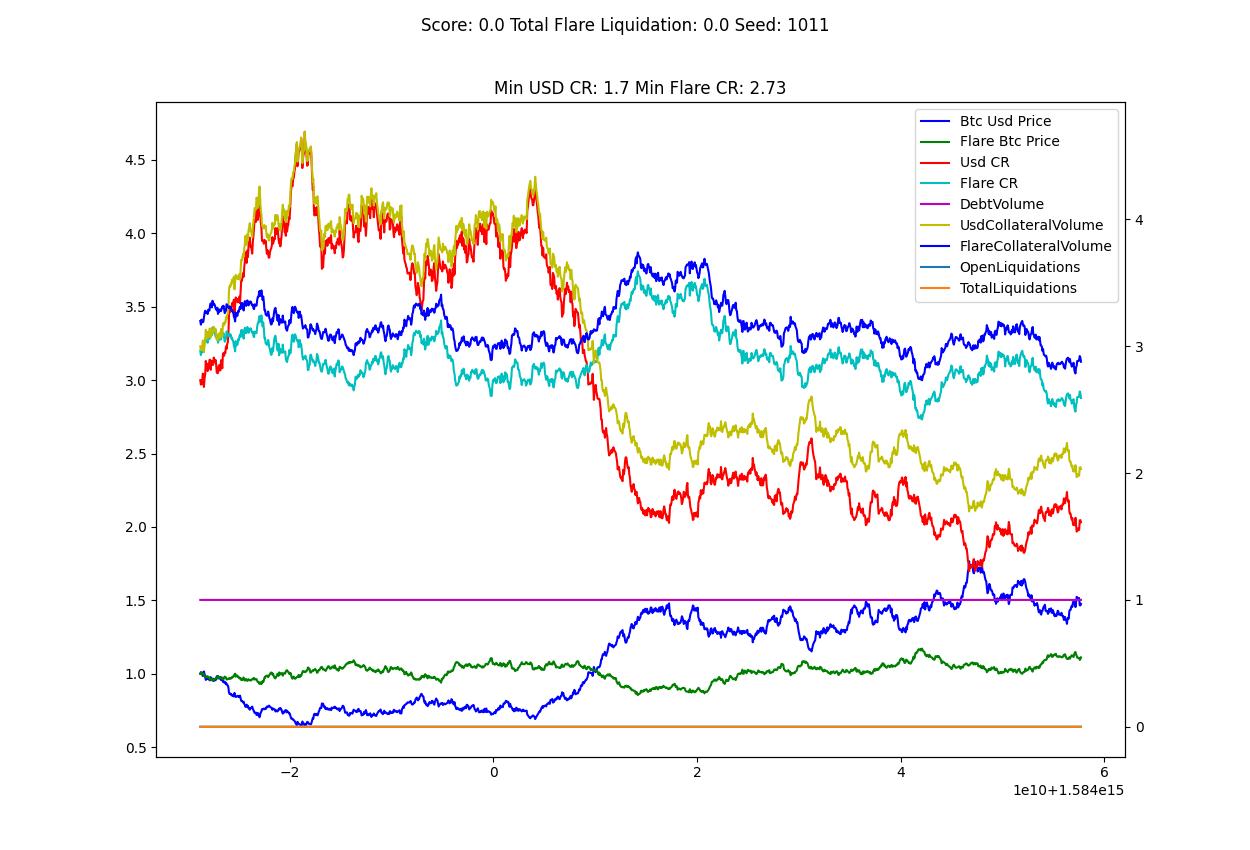 Score: 0.0 Total Flare Liquidation: 0.0 Seed: 1011
Min USD CR: 1.7 Min Flare CR: 2.73
Btc Usd Price
Flare Btc Price
Usd CR
Flare CR
DebtVolume
UsdCollateralVolume
FlareCollateralVolume
OpenLiquidations
TotalLiquidations
4.5
4.0
3.5
3.0
2.5
2.0
1.5
1.0
0.5
4
3
2
1
0
−2 0 2 4 6
1e10+1.584e15